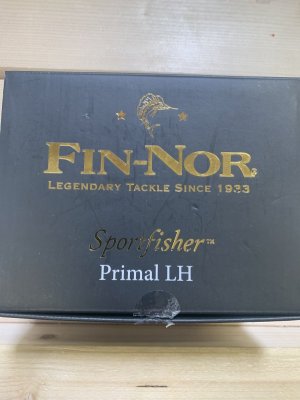 FIN-NOR®
LEGENDARY TACKLE SINCE 1933
Sportfisher™
Primal LH